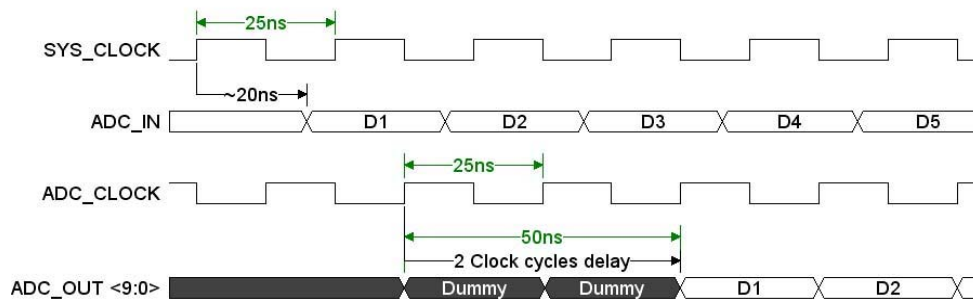 25ns
SYS_CLOCK
~20ns
ADC_IN D1 D2 D3 D4 D5
25ns
ADC_CLOCK
50ns
2 Clock cycles delay
ADC_OUT <9:0> Dummy Dummy D1 D2